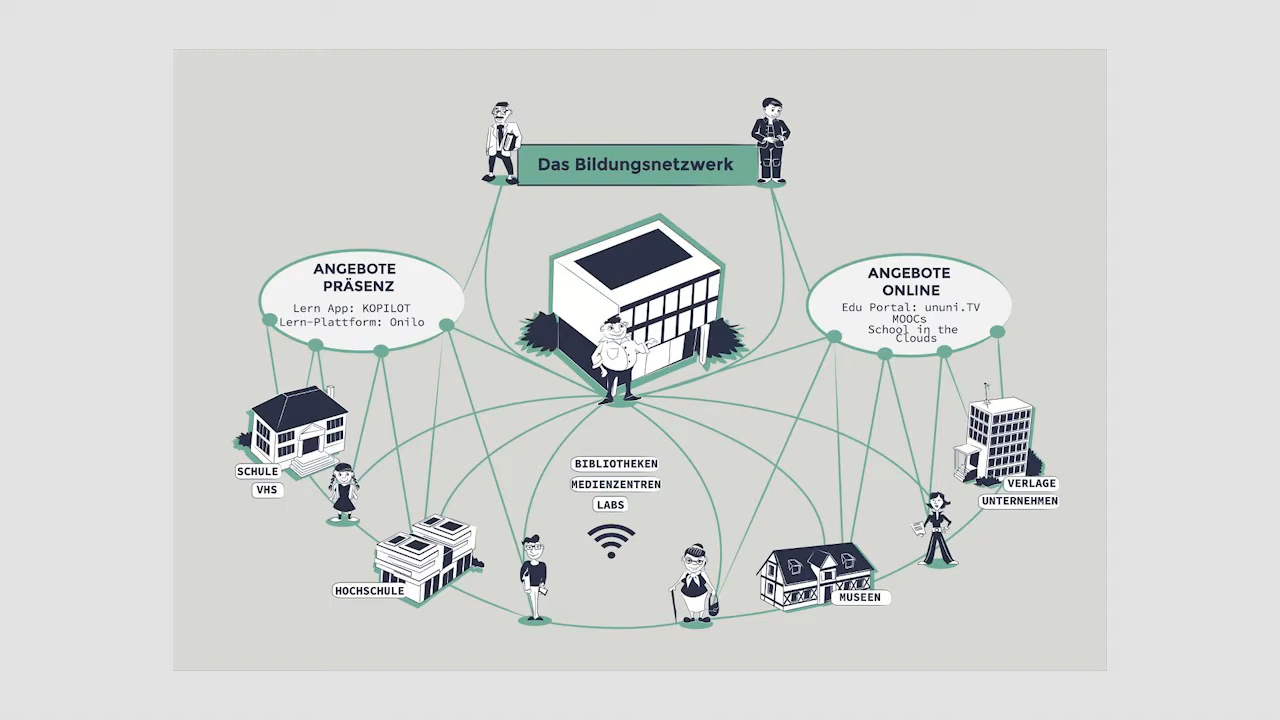 Das Bildungsnetzwerk
ANGEBOTE
PRÄSENZ
Lern App: KOPILOT
Lern-Plattform: Onilo
ANGEBOTE
ONLINE
Edu Portal: ununi.TV
MOOCs
School in the
Clouds
SCHULE
VHS
BIBLIOTHEKEN
MEDIENZENTREN
LABS
VERLAGE
UNTERNEHMEN
HOCHSCHULE
MUSEEN